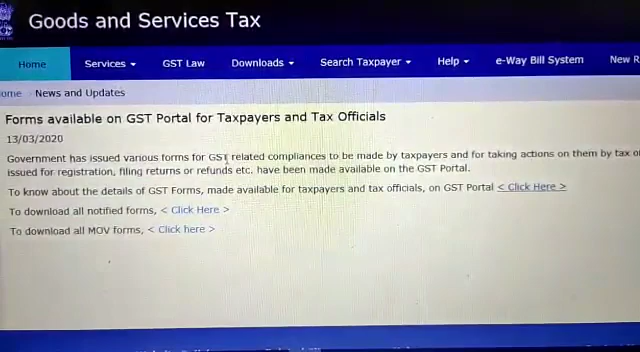 Goods and Services Tax
Home Services GST Law Downloads Search Taxpayer Help e-Way Bill System New R
ome News and Updates
Forms available on GST Portal for Taxpayers and Tax Officials
13/03/2020
Government has issued various forms for GST related compliances to be made by taxpayers and for taking actions on them by tax of
issued for registration, filing returns or refunds etc. have been made available on the GST Portal.
To know about the details of GST Forms, made available for taxpayers and tax officials, on GST Portal < Click Here >
To download all notified forms, < Click Here >
To download all MOV forms, < Click here >